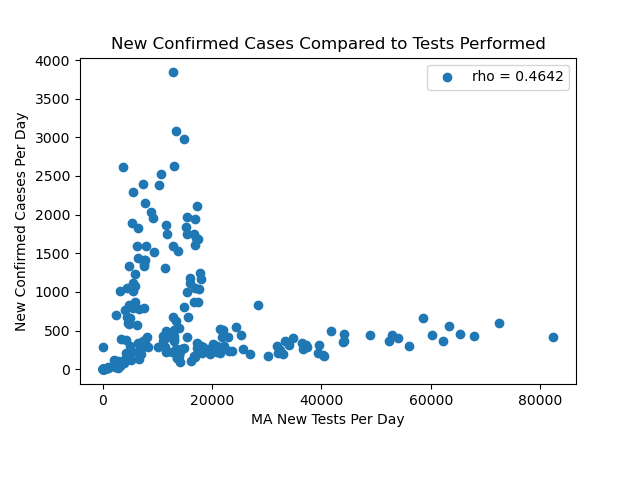 New Confirmed Cases Compared to Tests Performed
rho = 0.4642
New Confirmed Caeses Per Day
4000
3500
3000
2500
2000
1500
1000
500
0
0 20000 40000 60000 80000
MA New Tests Per Day